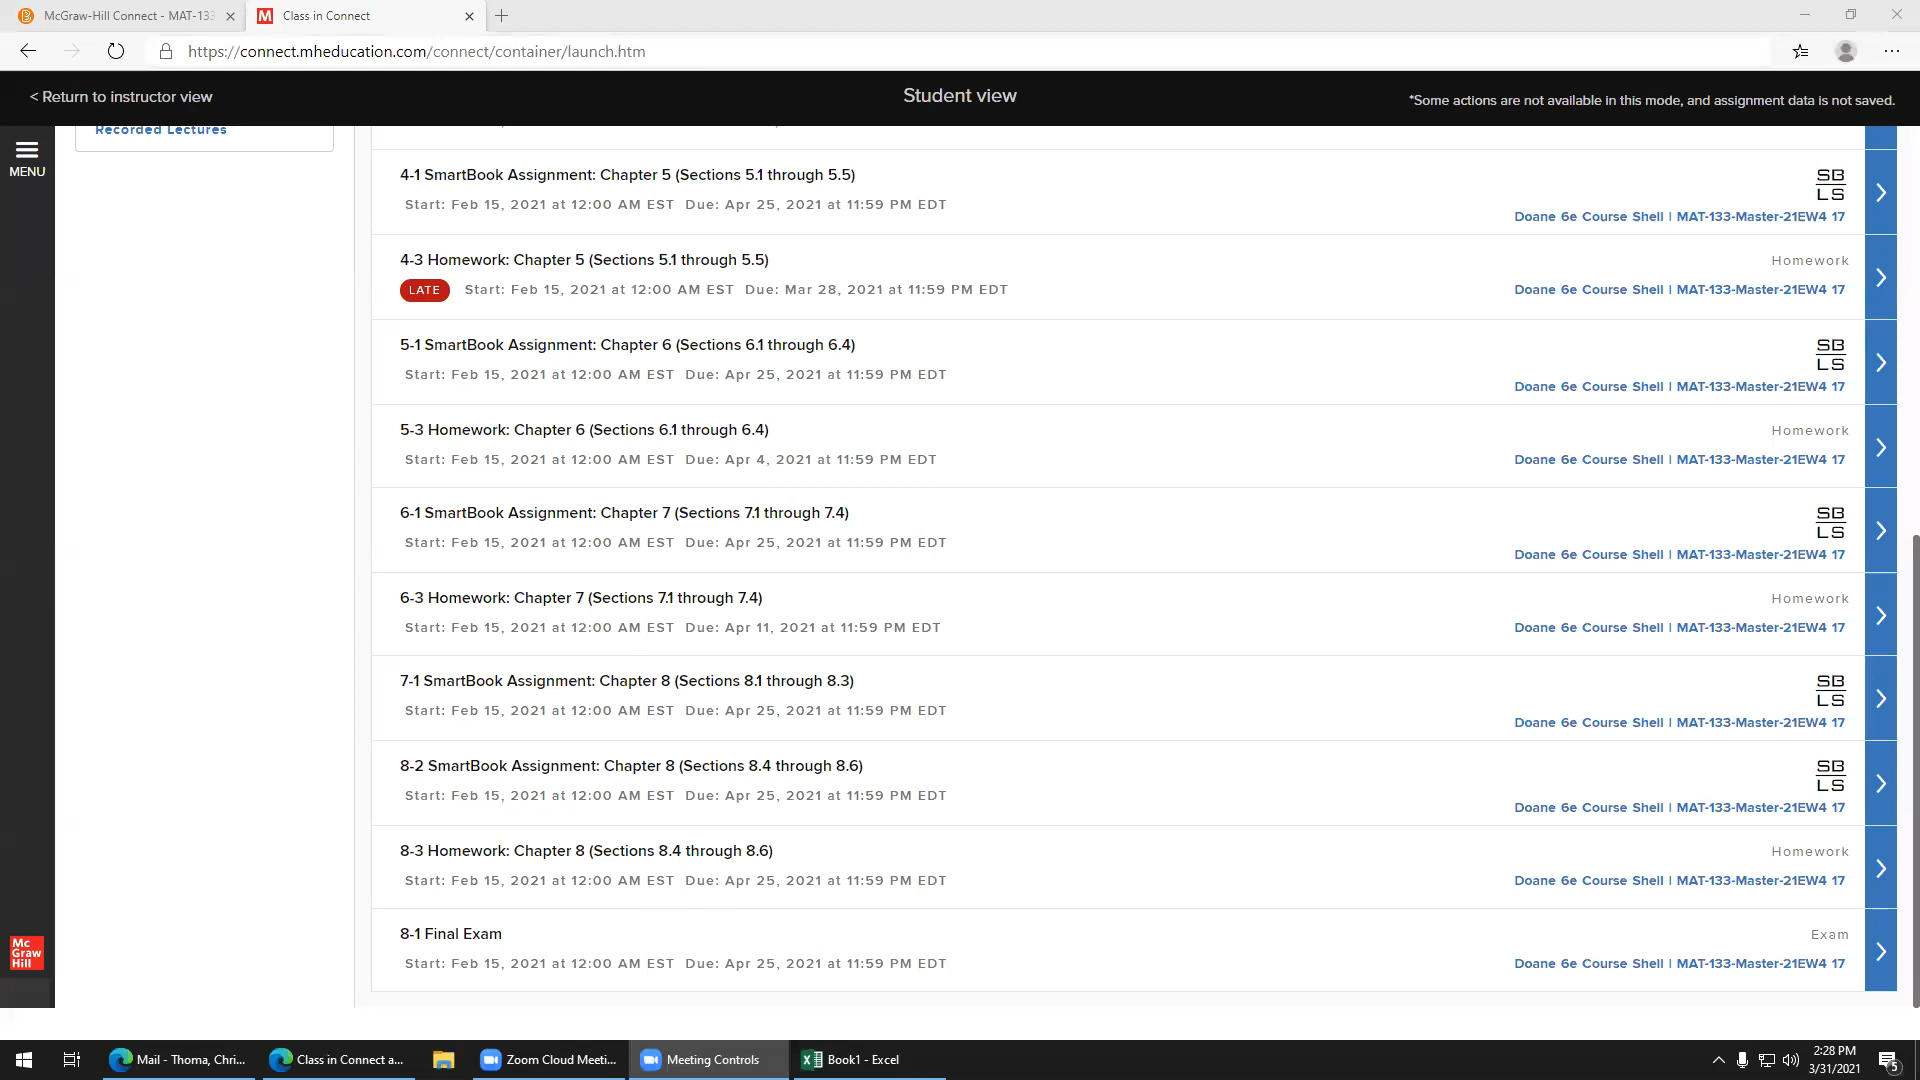 McGraw-Hill Connect - MAT-133
Class in Connect
https://connect.mheducation.com/connect/container/launch.htm
< Return to instructor view
Student view
*Some actions are not available in this mode, and assignment data is not saved.
MENU
Recorded Lectures
4-1 SmartBook Assignment: Chapter 5 (Sections 5.1 through 5.5)
SB
LS
Start: Feb 15, 2021 at 12:00 AM EST Due: Apr 25, 2021 at 11:59 PM EDT
Doane 6e Course Shell | MAT-133-Master-21EW4 17
4-3 Homework: Chapter 5 (Sections 5.1 through 5.5)
Homework
LATE Start: Feb 15, 2021 at 12:00 AM EST Due: Mar 28, 2021 at 11:59 PM EDT
Doane 6e Course Shell | MAT-133-Master-21EW4 17
5-1 SmartBook Assignment: Chapter 6 (Sections 6.1 through 6.4)
SB
LS
Start: Feb 15, 2021 at 12:00 AM EST Due: Apr 25, 2021 at 11:59 PM EDT
Doane 6e Course Shell | MAT-133-Master-21EW4 17
5-3 Homework: Chapter 6 (Sections 6.1 through 6.4)
Homework
Start: Feb 15, 2021 at 12:00 AM EST Due: Apr 4, 2021 at 11:59 PM EDT
Doane 6e Course Shell | MAT-133-Master-21EW4 17
6-1 SmartBook Assignment: Chapter 7 (Sections 7.1 through 7.4)
SB
LS
Start: Feb 15, 2021 at 12:00 AM EST Due: Apr 25, 2021 at 11:59 PM EDT
Doane 6e Course Shell | MAT-133-Master-21EW4 17
6-3 Homework: Chapter 7 (Sections 7.1 through 7.4)
Homework
Start: Feb 15, 2021 at 12:00 AM EST Due: Apr 11, 2021 at 11:59 PM EDT
Doane 6e Course Shell | MAT-133-Master-21EW4 17
7-1 SmartBook Assignment: Chapter 8 (Sections 8.1 through 8.3)
SB
LS
Start: Feb 15, 2021 at 12:00 AM EST Due: Apr 25, 2021 at 11:59 PM EDT
Doane 6e Course Shell | MAT-133-Master-21EW4 17
8-2 SmartBook Assignment: Chapter 8 (Sections 8.4 through 8.6)
SB
LS
Start: Feb 15, 2021 at 12:00 AM EST Due: Apr 25, 2021 at 11:59 PM EDT
Doane 6e Course Shell | MAT-133-Master-21EW4 17
8-3 Homework: Chapter 8 (Sections 8.4 through 8.6)
Homework
Start: Feb 15, 2021 at 12:00 AM EST Due: Apr 25, 2021 at 11:59 PM EDT
Doane 6e Course Shell | MAT-133-Master-21EW4 17
8-1 Final Exam
Exam
Start: Feb 15, 2021 at 12:00 AM EST Due: Apr 25, 2021 at 11:59 PM EDT
Doane 6e Course Shell | MAT-133-Master-21EW4 17
Mc
Graw
Hill
Mail - Thoma, Chri...
Class in Connect a...
Zoom Cloud Meeti...
Meeting Controls
Book1 - Excel
2:28 PM
3/31/2021
5